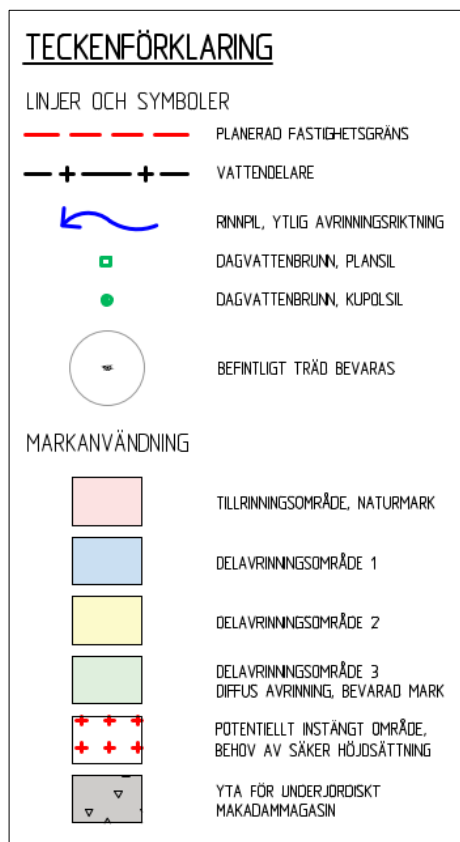 TECKENFÖRKLARING
LINJER OCH SYMBOLER
PLANERAD FASTIGHETSGRÄNS
VATTENDELARE
RINNPIL, YTLIG AVRINNINGSRIKTNING
DAGVATTENBRUNN, PLANSIL
DAGVATTENBRUNN, KUPOLSIL
BEFINTLIGT TRÄD BEVARAS
MARKANVÄNDNING
TILLRINNINGSOMRÅDE, NATURMARK
DELAVRINNINGSOMRÅDE 1
DELAVRINNINGSOMRÅDE 2
DELAVRINNINGSOMRÅDE 3
DIFFUS AVRINNING, BEVARAD MARK
POTENTIELLT INSTÄNGT OMRÅDE,
BEHOV AV SÄKER HÖJDSÄTTNING
YTA FÖR UNDERJORDISKT
MAKADAMMAGASIN